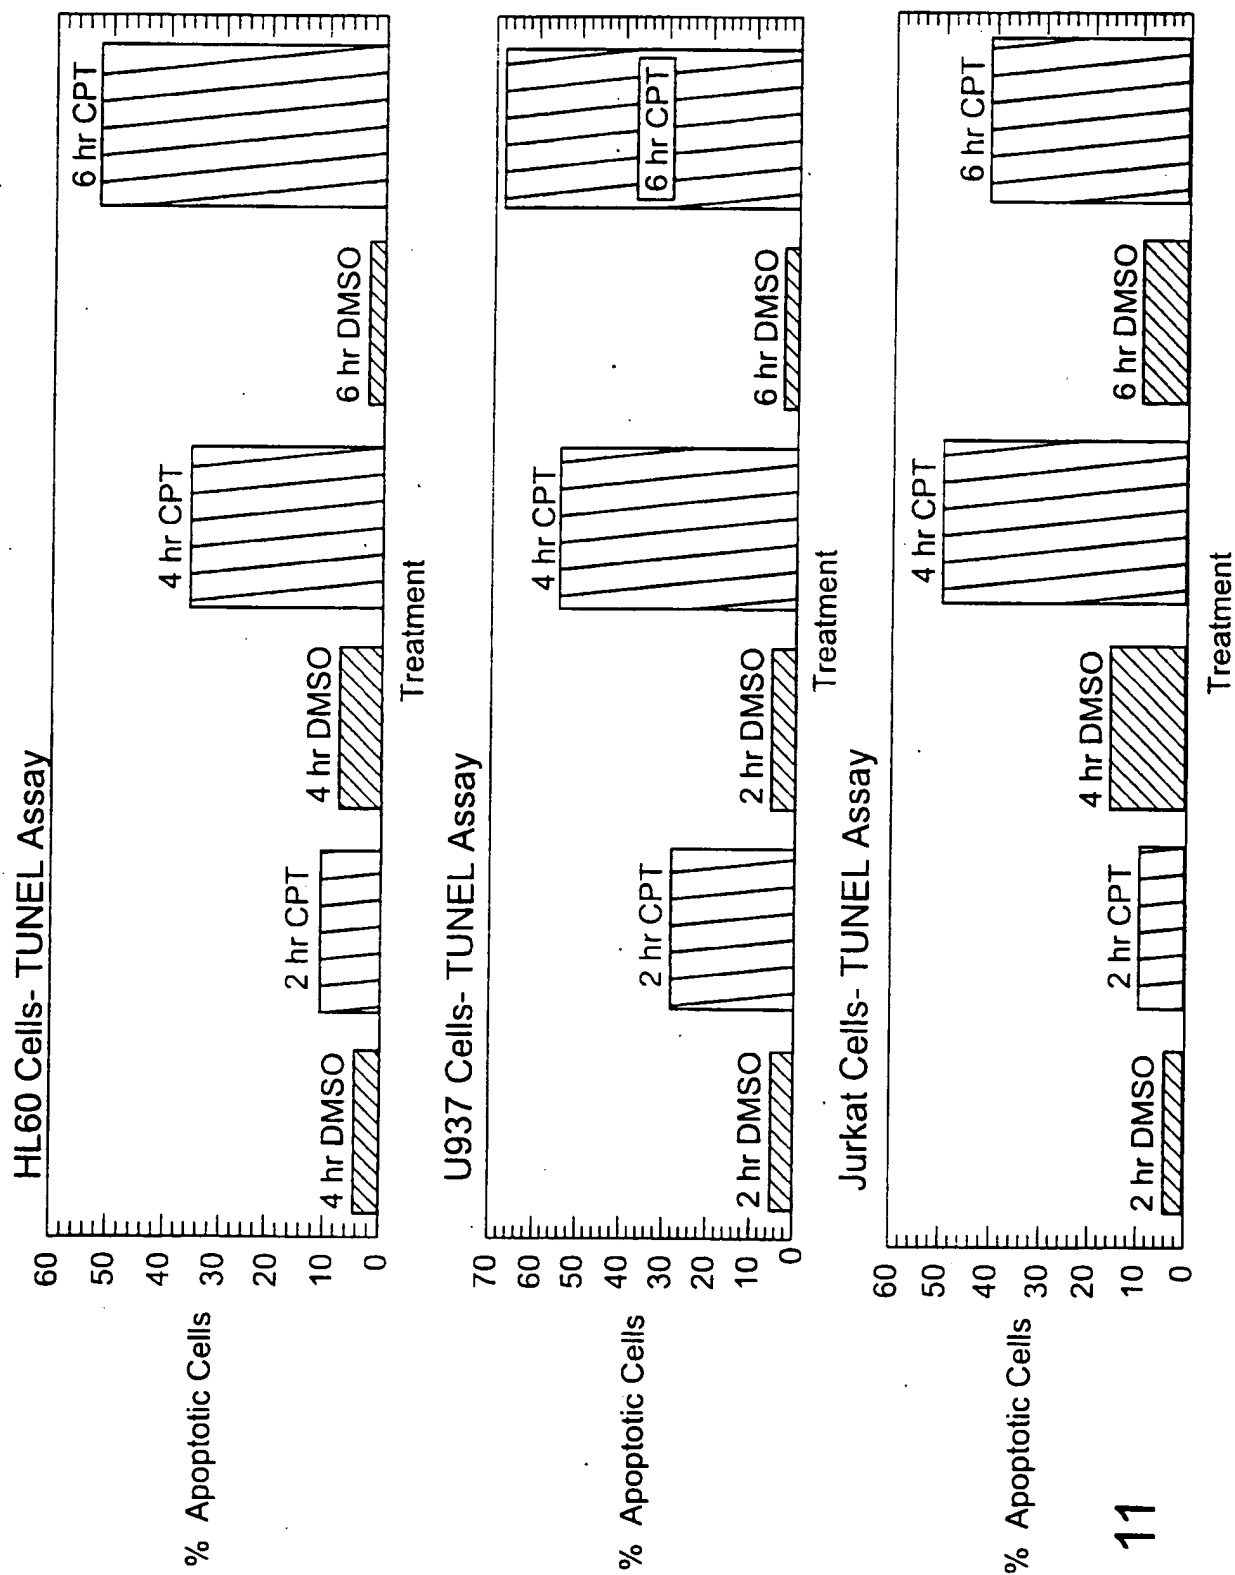 HL60 Cells- TUNEL Assay
% Apoptotic Cells
60
50
40
30
20
10
0
4 hr DMSO
2 hr CPT
4 hr DMSO
4 hr CPT
6 hr DMSO
6 hr CPT
Treatment
U937 Cells- TUNEL Assay
% Apoptotic Cells
70
60
50
40
30
20
10
0
2 hr DMSO
2 hr CPT
2 hr DMSO
4 hr CPT
6 hr DMSO
6 hr CPT
Treatment
Jurkat Cells- TUNEL Assay
% Apoptotic Cells
60
50
40
30
20
10
0
2 hr DMSO
2 hr CPT
4 hr DMSO
4 hr CPT
6 hr DMSO
6 hr CPT
Treatment
11